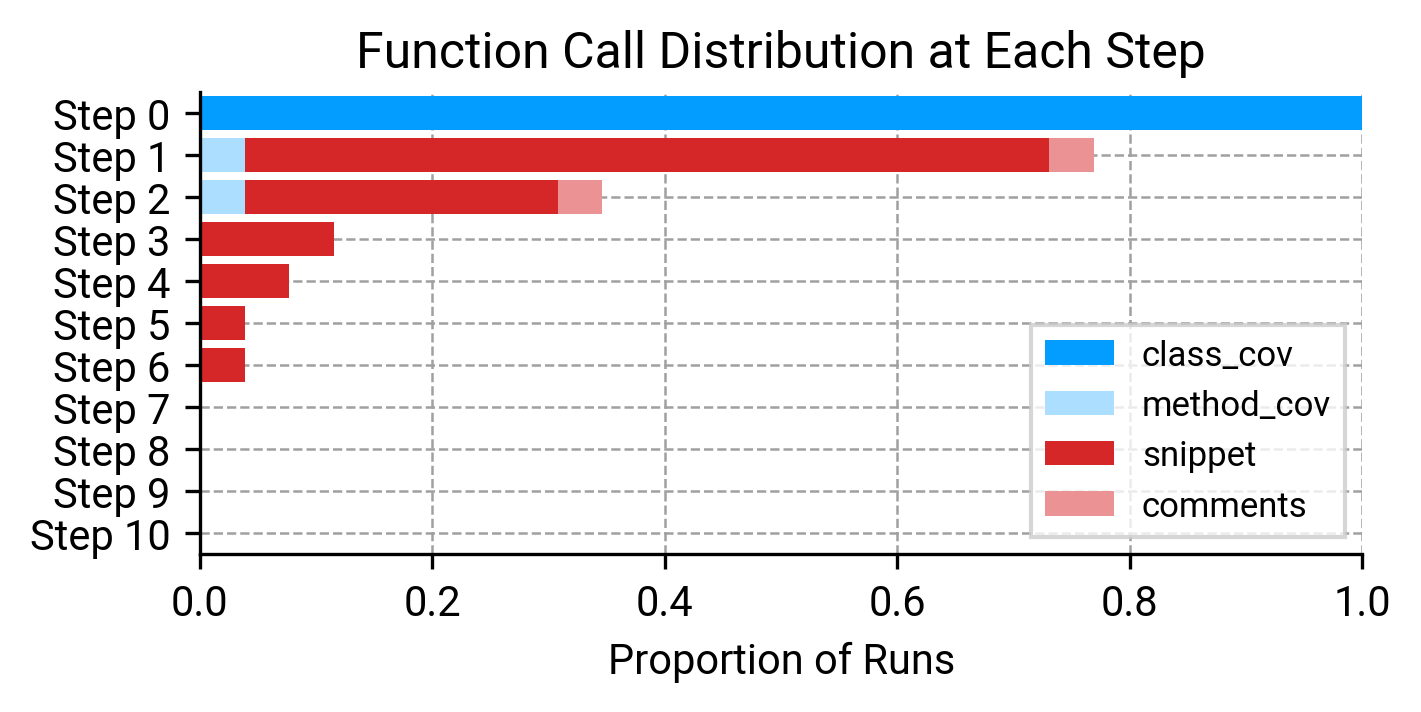 Function Call Distribution at Each Step
Step 0
Step 1
Step 2
Step 3
Step 4
Step 5
Step 6
Step 7
Step 8
Step 9
Step 10
class_cov
method_cov
snippet
comments
0.0 0.2 0.4 0.6 0.8 1.0
Proportion of Runs